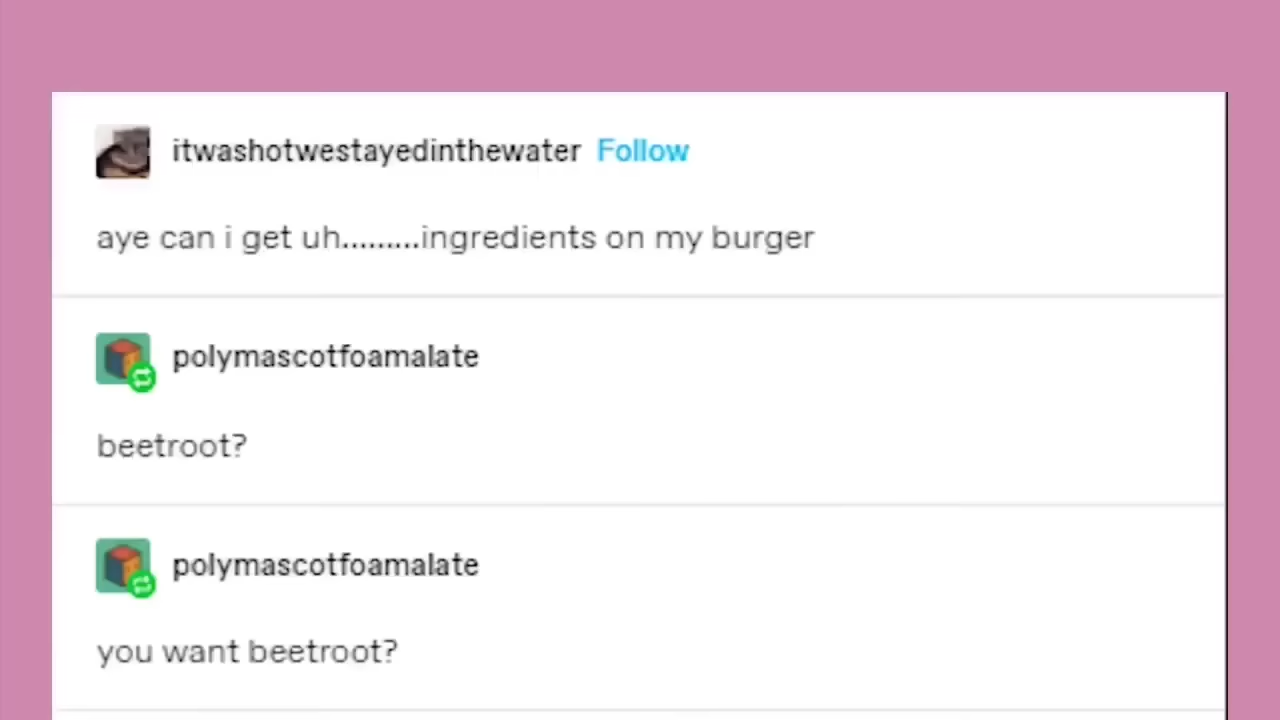 itwashotwestayedinthewater Follow
aye can i get uh.........ingredients on my burger
polymascotfoamalate
beetroot?
polymascotfoamalate
you want beetroot?